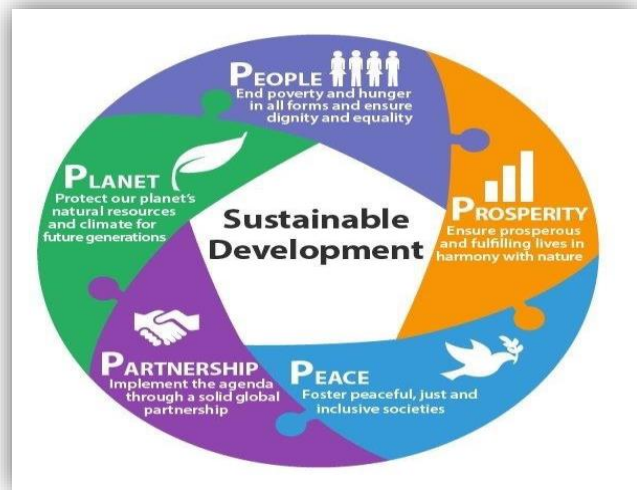 PEOPLE
End poverty and hunger
in all forms and ensure
dignity and equality
PROSPERITY
Ensure prosperous
and fulfilling lives in
harmony with nature
PEACE
Foster peaceful, just and
inclusive societies
PARTNERSHIP
Implement the agenda
through a solid global
partnership
PLANET
Protect our planet's
natural resources
and climate for
future generations
Sustainable
Development